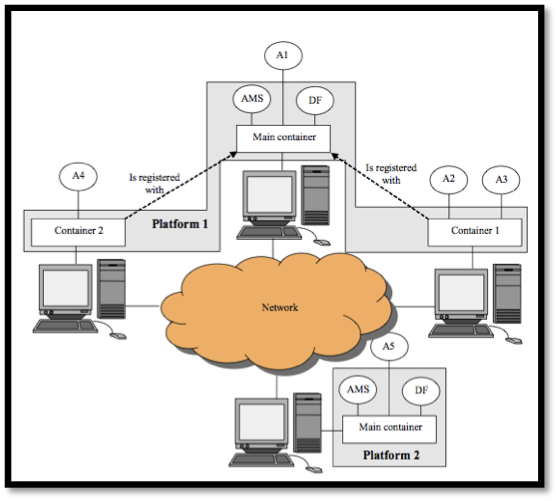 A1
AMS
DF
Main container
Is registered
with
Is registered
with
A4
A2
A3
Container 2
Platform 1
Container 1
Network
A5
AMS
DF
Main container
Platform 2